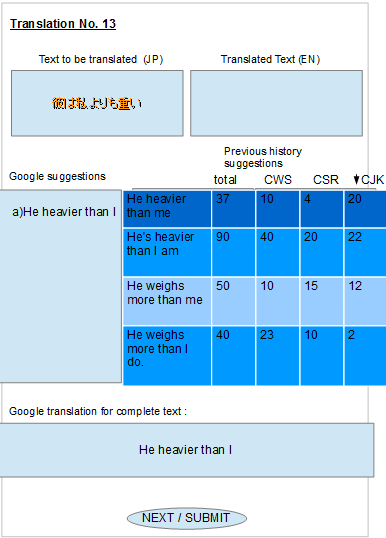 Translation No. 13
Text to be translated (JP)
Translated Text (EN)
彼は私よりも重い
Previous history
suggestions
Google suggestions
total CWS CSR CJK
a)He heavier than I
He heavier
than me
37 10 4 20
He's heavier
than I am
90 40 20 22
He weighs
more than me
50 10 15 12
He weighs
more than I
do.
40 23 10 2
Google translation for complete text :
He heavier than I
NEXT / SUBMIT